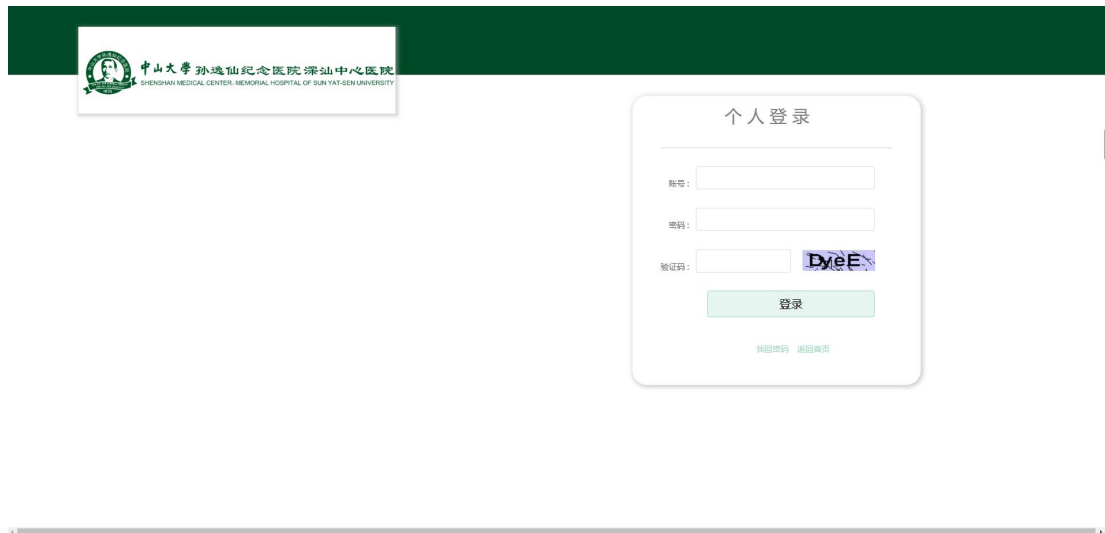 中山大學 孙逸仙纪念医院 深汕中心医院
SHENSHAN MEDICAL CENTER. MEMORIAL HOSPITAL OF SUN YAT-SEN UNIVERSITY
个人登录
账号：
密码：
验证码：
DyeE
登录
找回密码 返回首页